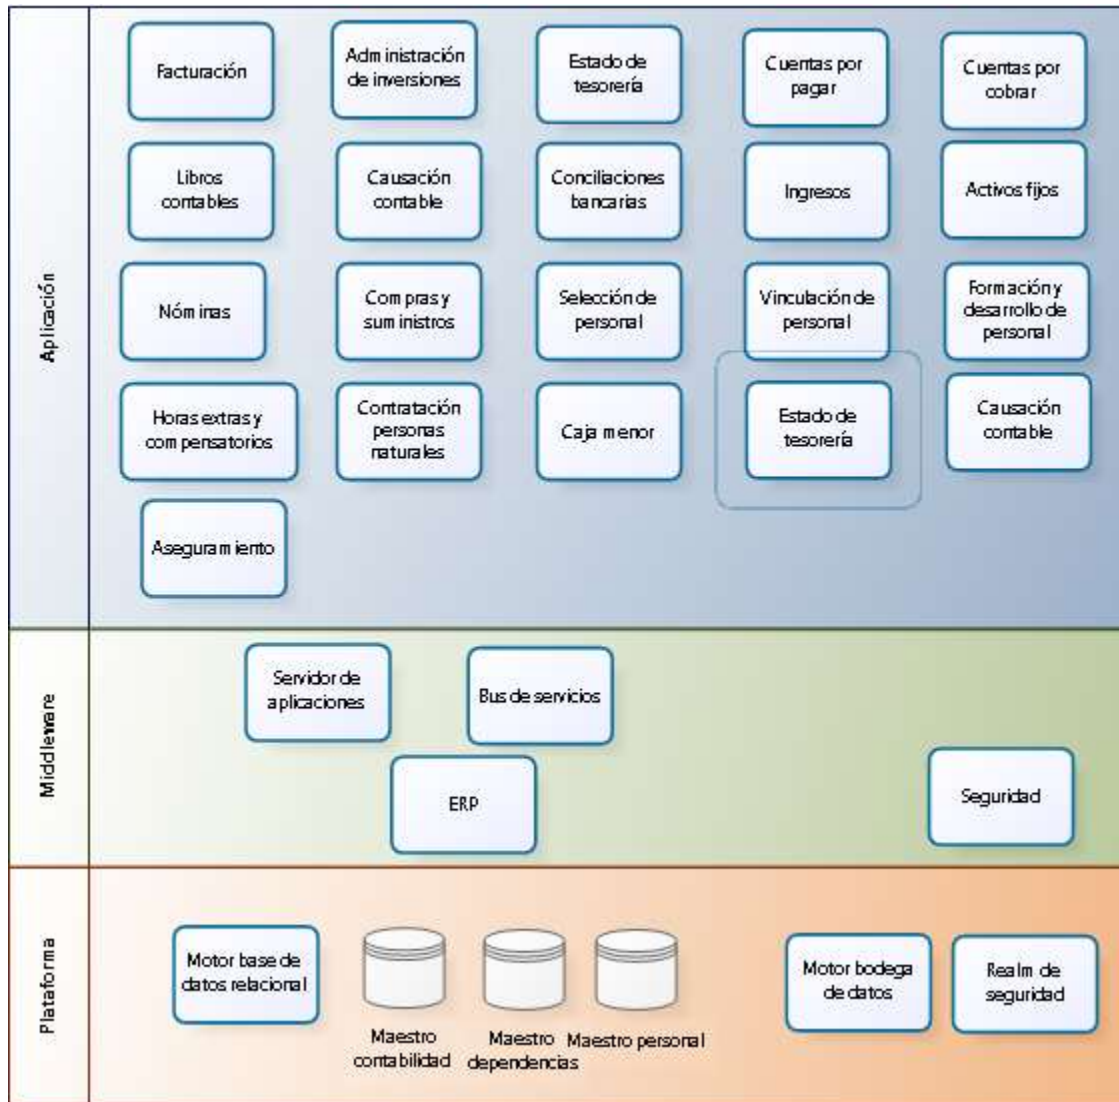 Aplicación
Facturación
Administración
de inversiones
Estado de
tesorería
Cuentas por
pagar
Cuentas por
cobrar
Libros
contables
Causación
contable
Conciliaciones
bancarias
Ingresos
Activos fijos
Nóminas
Compras y
suministros
Selección de
personal
Vinculación de
personal
Formación y
desarrollo de
personal
Horas extras y
compensatorios
Contratación
personas
naturales
Caja menor
Estado de
tesorería
Causación
contable
Aseguramiento
Middleware
Servidor de
aplicaciones
Bus de servicios
ERP
Seguridad
Plataforma
Motor base de
datos relacional
Maestro
contabilidad
Maestro
dependencias
Maestro personal
Motor bodega
de datos
Realm de
seguridad